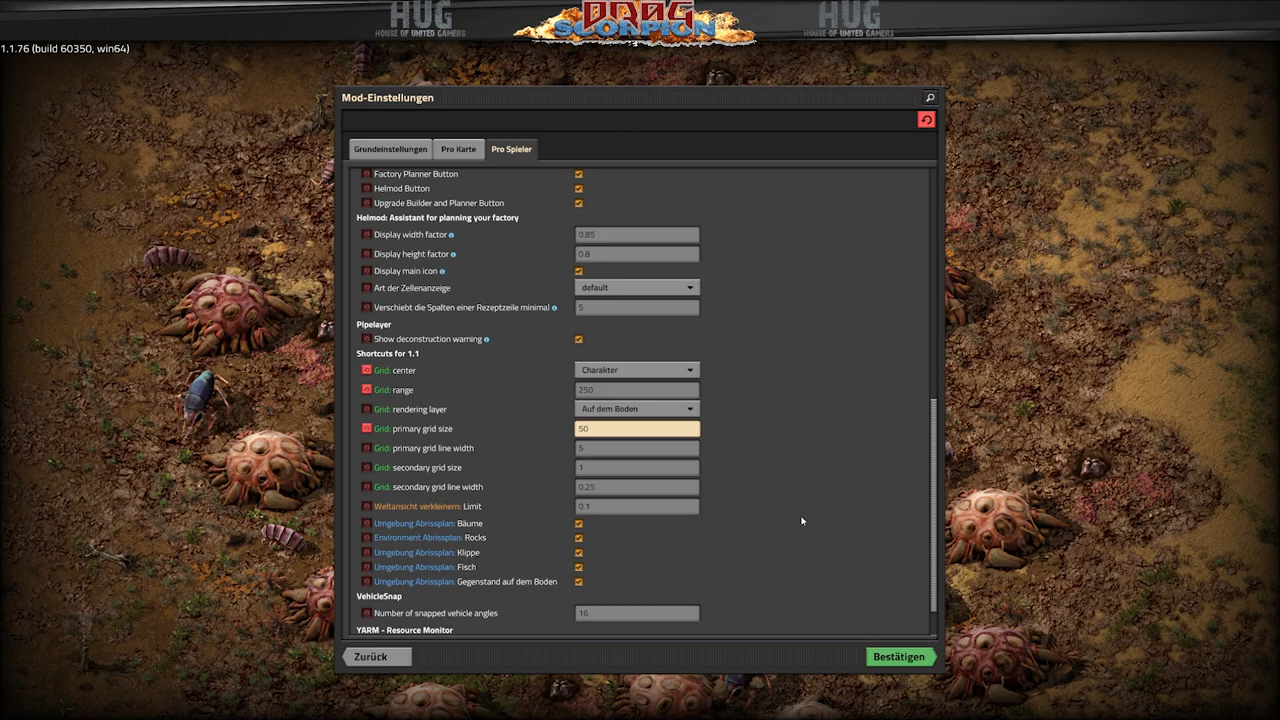 HUG
HOUSE OF UNITED GAMERS
DRAG
SCORPION
HUG
HOUSE OF UNITED GAMERS
1.1.76 (build 60350, win64)
Mod-Einstellungen
Grundeinstellungen
Pro Karte
Pro Spieler
Factory Planner Button
Helmod Button
Upgrade Builder and Planner Button
Helmod: Assistant for planning your factory
Display width factor
0.85
Display height factor
0.8
Display main icon
Art der Zellenanzeige
default
Verschiebt die Spalten einer Rezeptzeile minimal
5
Pipelayer
Show deconstruction warning
Shortcuts for 1.1
Grid: center
Charakter
Grid: range
250
Grid: rendering layer
Auf dem Boden
Grid: primary grid size
50
Grid: primary grid line width
5
Grid: secondary grid size
1
Grid: secondary grid line width
0.25
Weltansicht verkleinern: Limit
0.1
Umgebung Abrissplan: Bäume
Environment Abrissplan: Rocks
Umgebung Abrissplan: Klippe
Umgebung Abrissplan: Fisch
Umgebung Abrissplan: Gegenstand auf dem Boden
VehicleSnap
Number of snapped vehicle angles
16
YARM - Resource Monitor
Zurück
Bestätigen